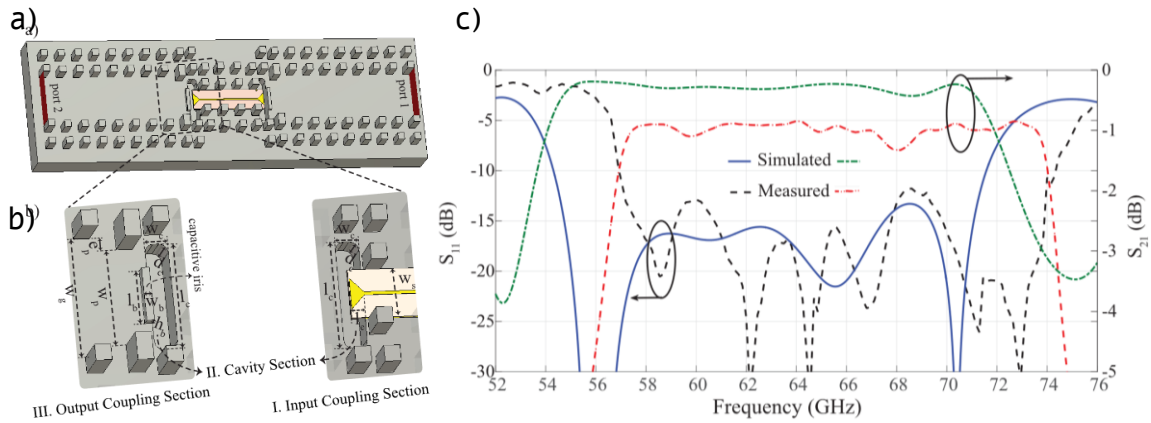 a)
a)
port 2
port 1
b)
b)
capacitive iris
II. Cavity Section
III. Output Coupling Section
I. Input Coupling Section
c)
Simulated
Measured
S11 (dB)
0
-5
-10
-15
-20
-25
-30
S21 (dB)
0
-1
-2
-3
-4
-5
52 54 56 58 60 62 64 66 68 70 72 74 76
Frequency (GHz)